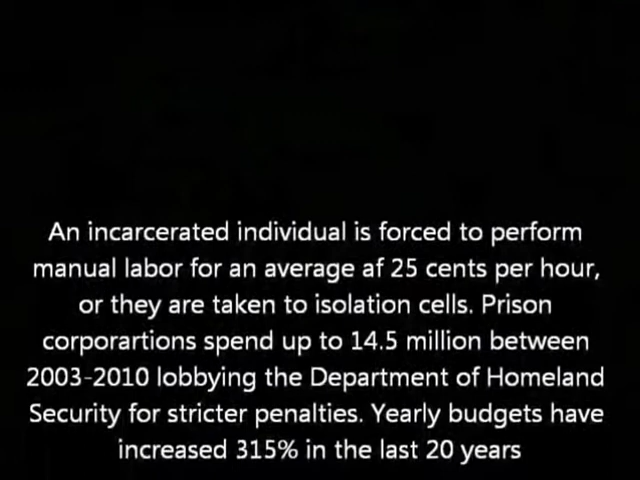 An incarcerated individual is forced to perform
manual labor for an average af 25 cents per hour,
or they are taken to isolation cells. Prison
corporartions spend up to 14.5 million between
2003-2010 lobbying the Department of Homeland
Security for stricter penalties. Yearly budgets have
increased 315% in the last 20 years